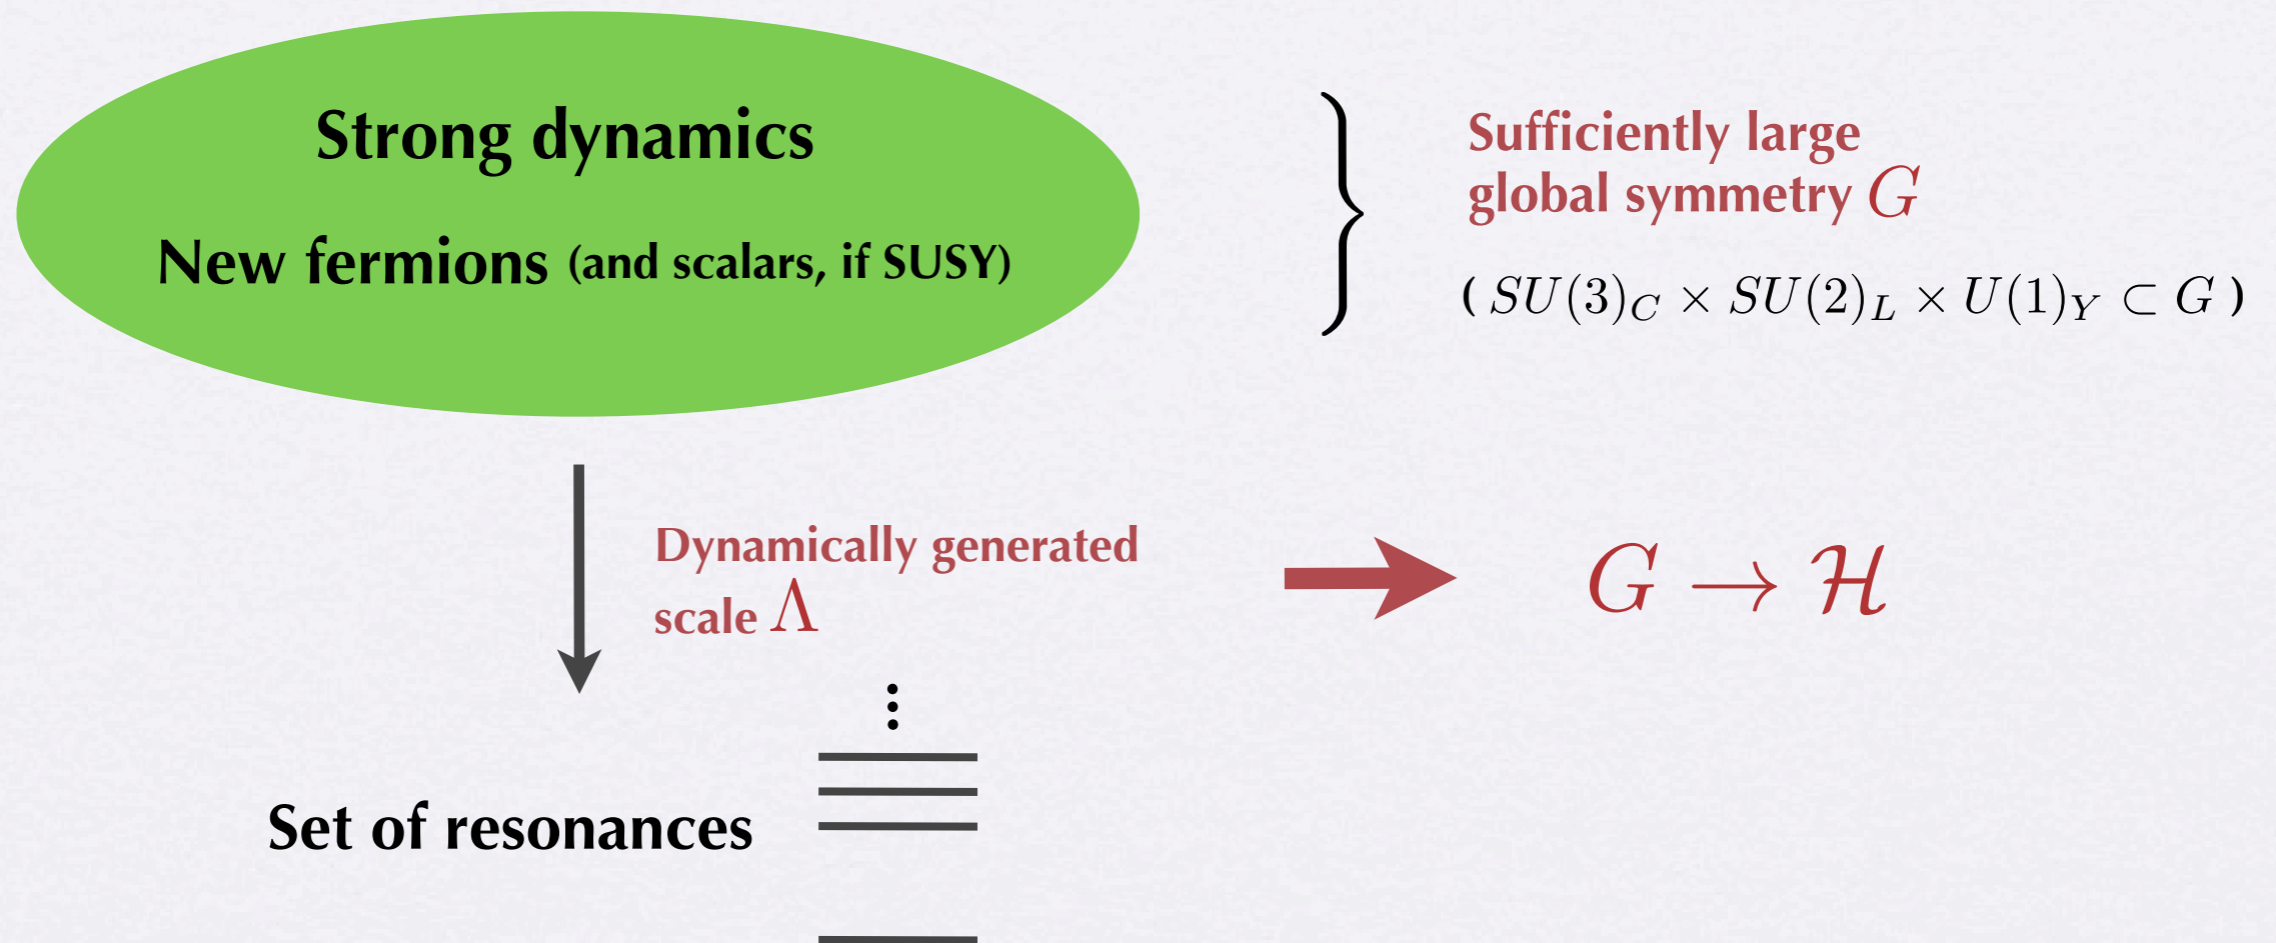 Strong dynamics
New fermions (and scalars, if SUSY)
Sufficiently large
global symmetry G
( SU(3)_C × SU(2)_L × U(1)_Y ⊂ G )
Dynamically generated
scale Λ
G → ℋ
⋮
Set of resonances